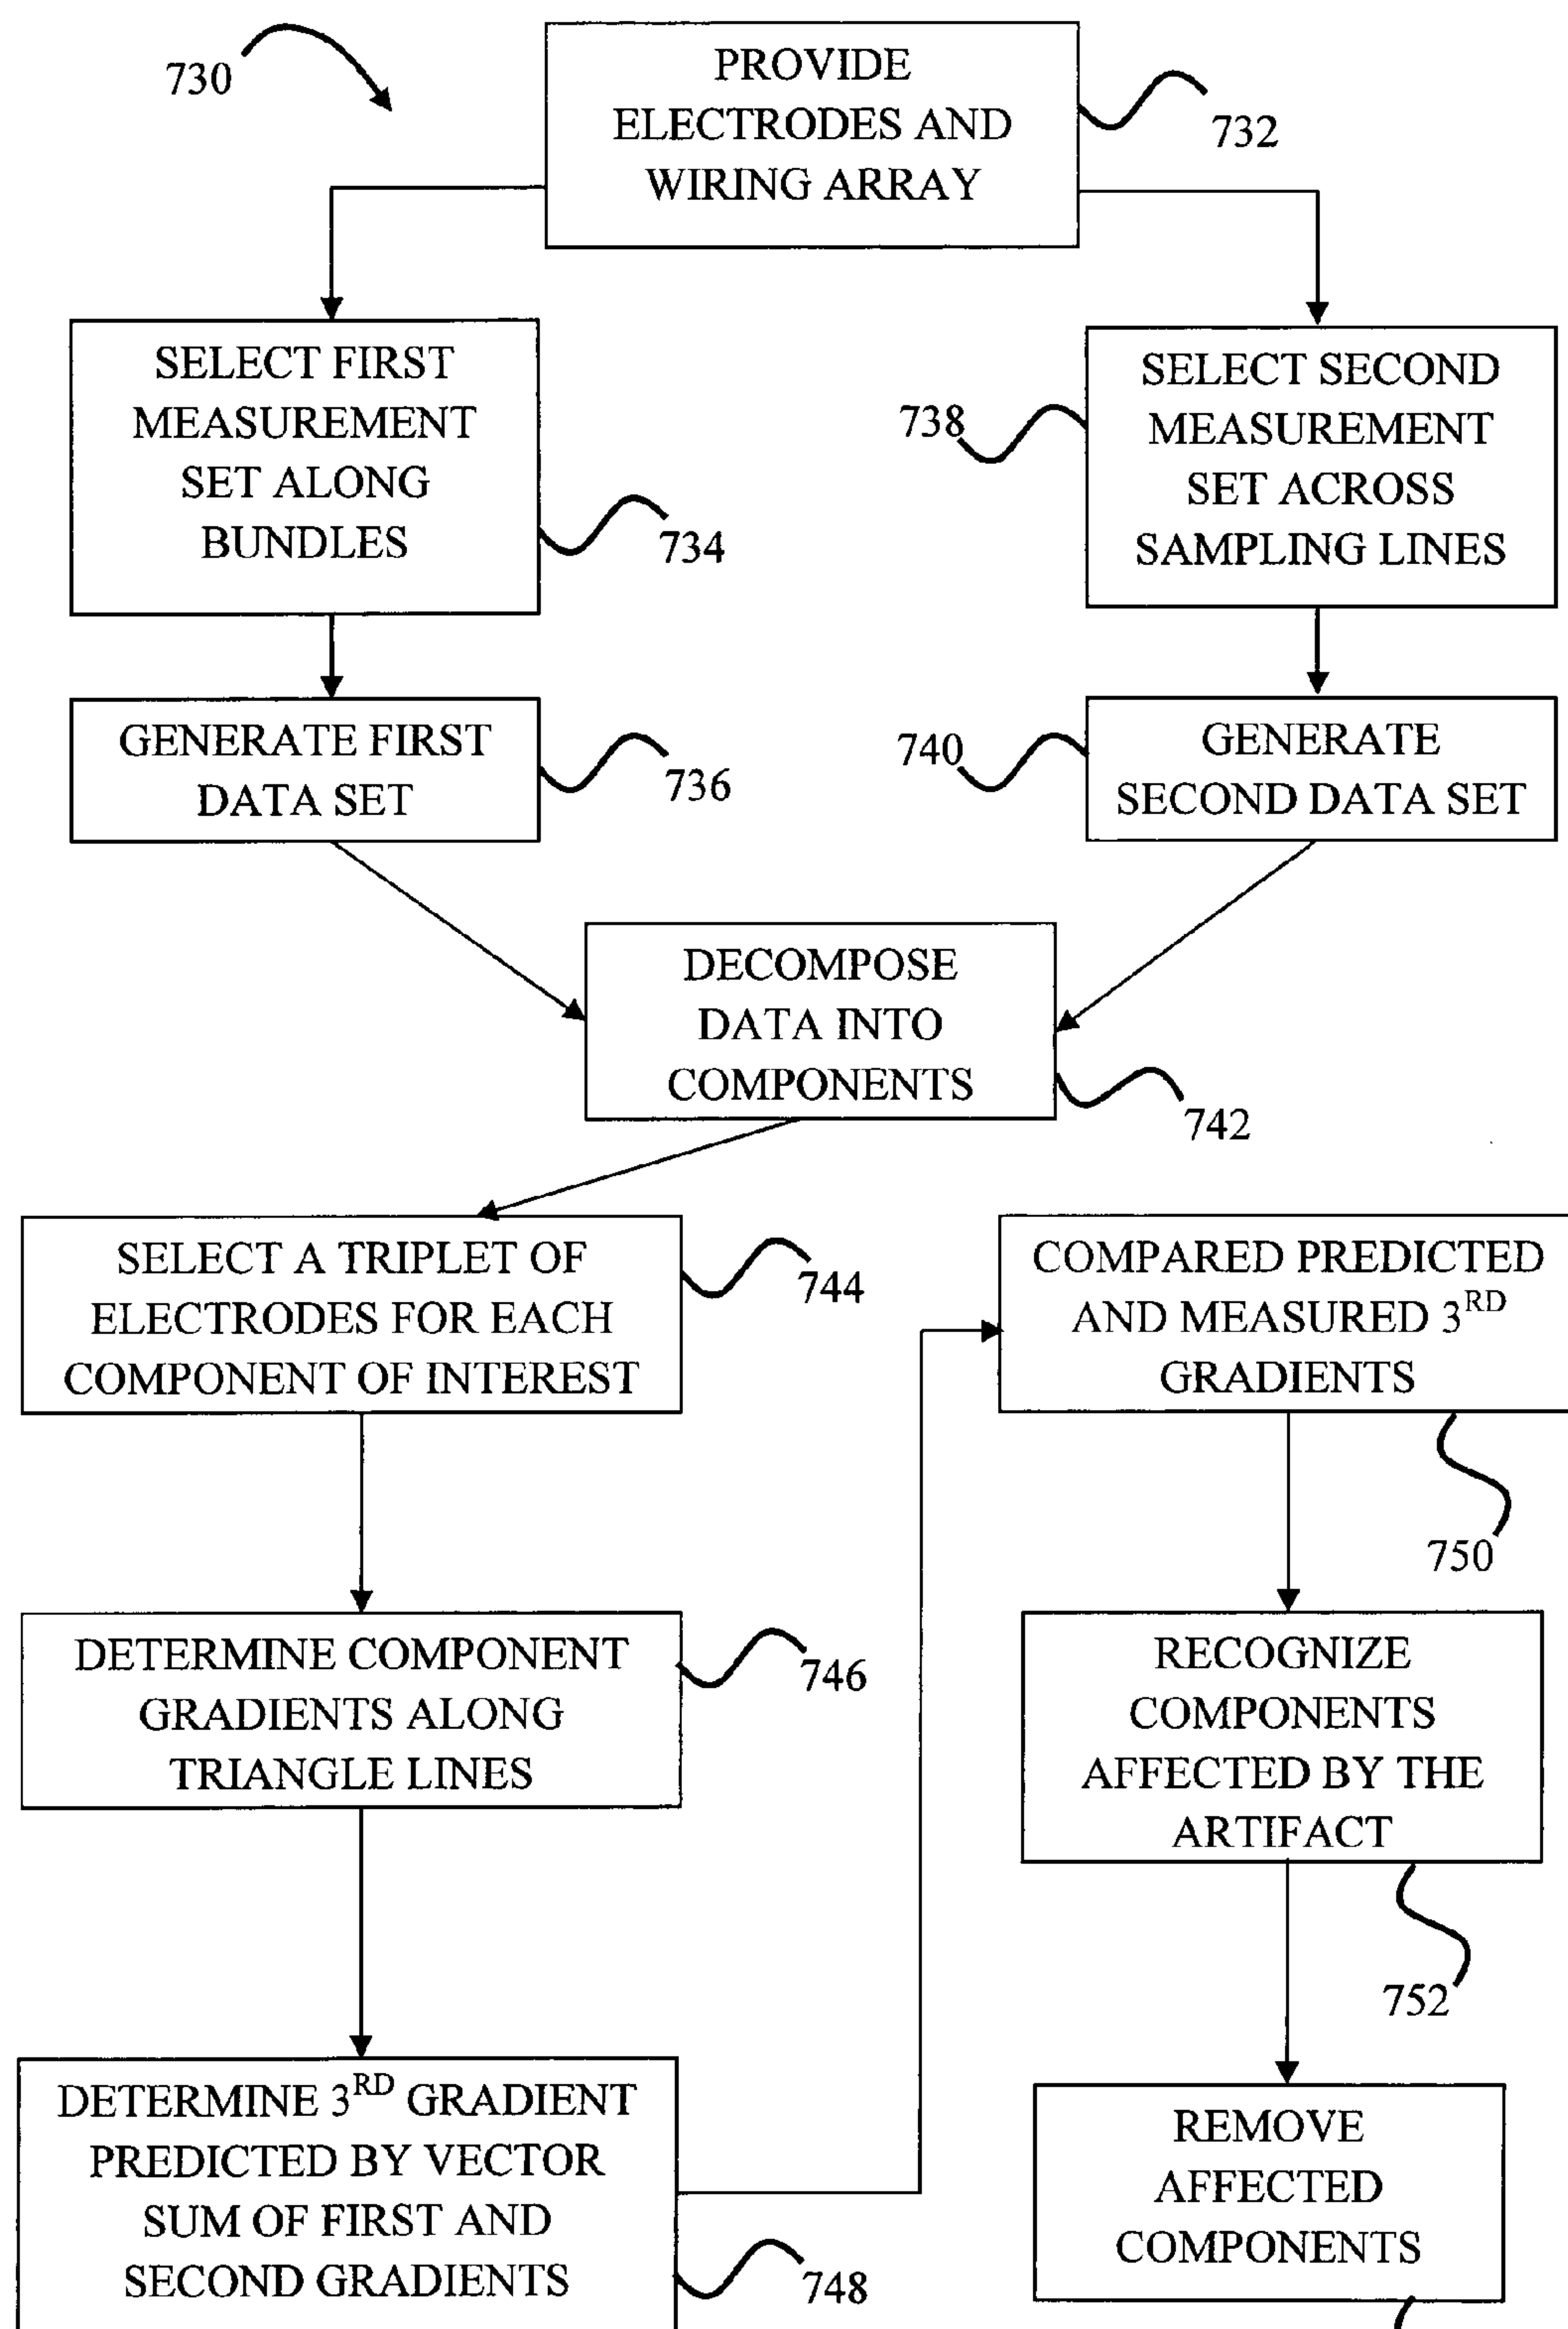 730
PROVIDE
ELECTRODES AND
WIRING ARRAY
732
SELECT FIRST
MEASUREMENT
SET ALONG
BUNDLES
734
738
SELECT SECOND
MEASUREMENT
SET ACROSS
SAMPLING LINES
GENERATE FIRST
DATA SET
736
740
GENERATE
SECOND DATA SET
DECOMPOSE
DATA INTO
COMPONENTS
742
SELECT A TRIPLET OF
ELECTRODES FOR EACH
COMPONENT OF INTEREST
744
DETERMINE COMPONENT
GRADIENTS ALONG
TRIANGLE LINES
746
DETERMINE 3RD GRADIENT
PREDICTED BY VECTOR
SUM OF FIRST AND
SECOND GRADIENTS
748
COMPARED PREDICTED
AND MEASURED 3RD
GRADIENTS
750
RECOGNIZE
COMPONENTS
AFFECTED BY THE
ARTIFACT
752
REMOVE
AFFECTED
COMPONENTS